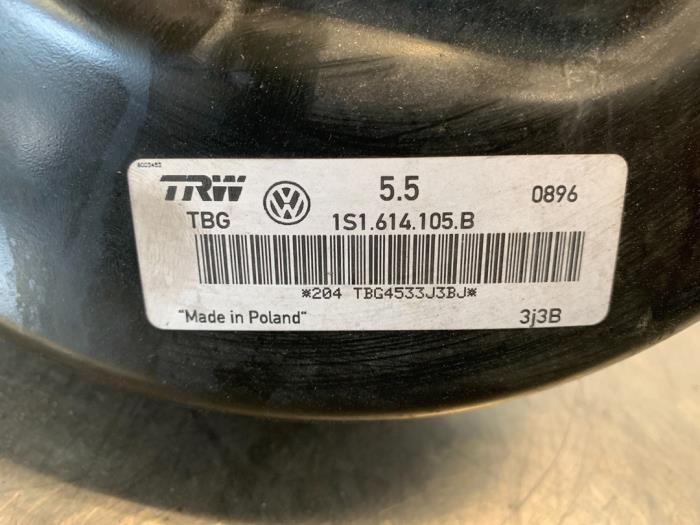 TRW 5.5 0896
TBG 1S1.614.105.B
*204 TBG4533J3BJ*
"Made in Poland" 3j3B